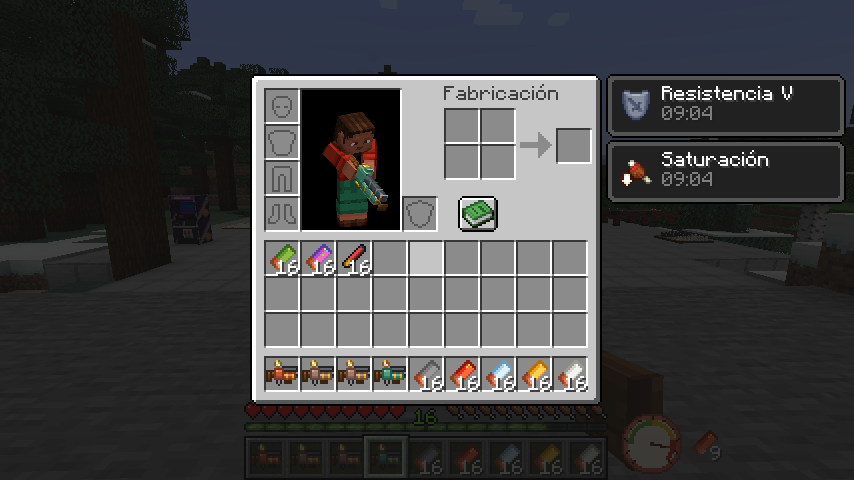 Fabricación
Resistencia V
09:04
Saturación
09:04
16 16 16
16 16 16 16 16
16
16 16 16 16 16
9